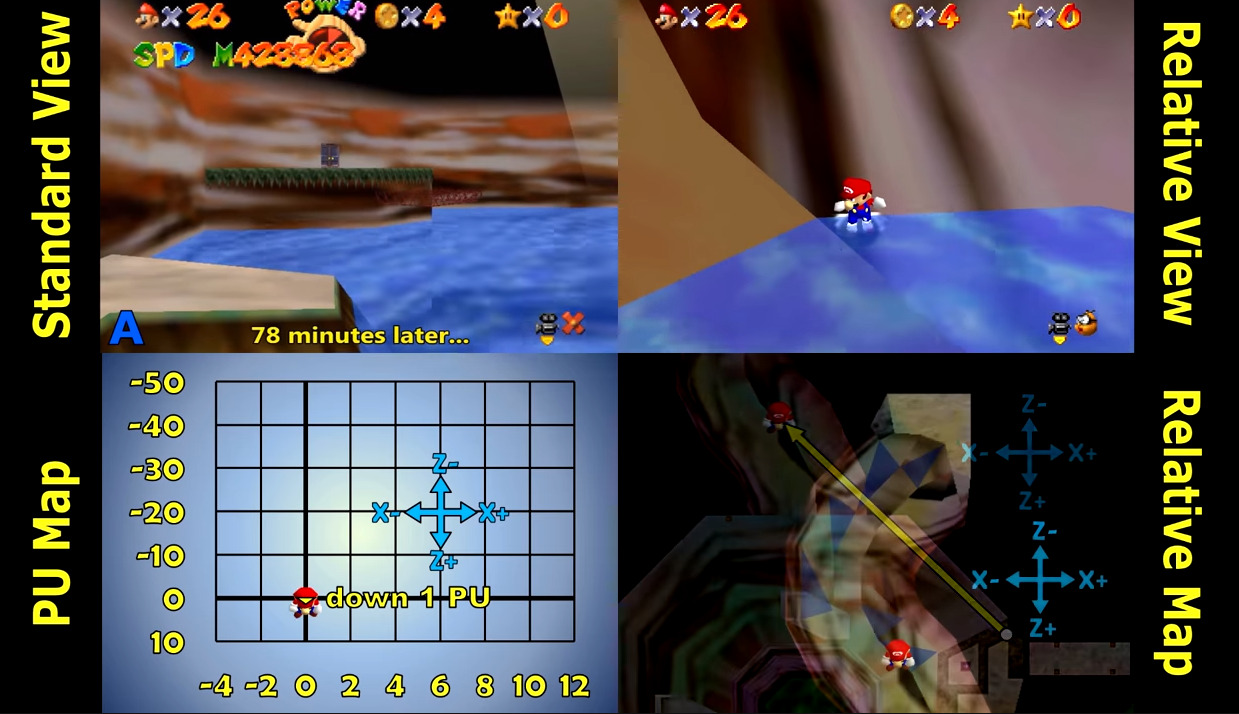 Standard View
×26
POWER
×4
×0
SPD M428868
A
78 minutes later...
×26
×4
×0
Relative View
PU Map
-50
-40
-30
-20
-10
0
10
Z-
X- X+
Z+
down 1 PU
-4 -2 0 2 4 6 8 10 12
Z-
X- X+
Z+
Z-
X- X+
Z+
Relative Map